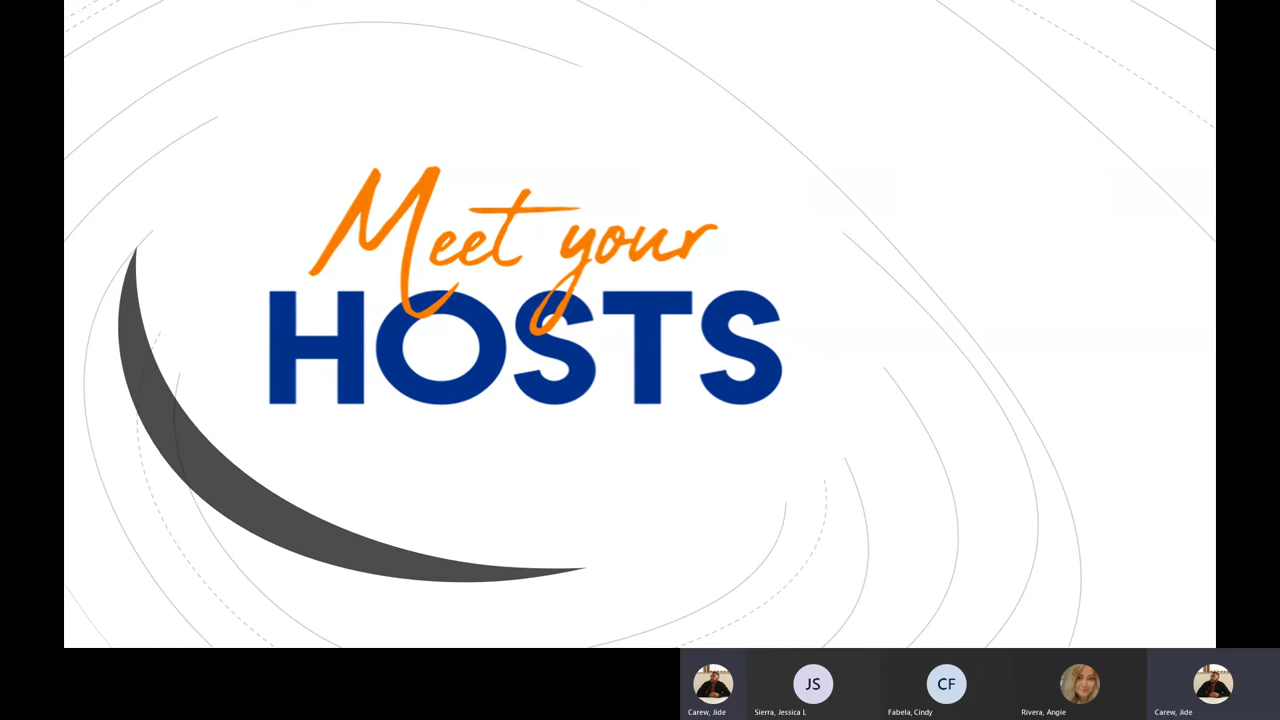 Meet your
HOSTS
JS
CF
Carew, Jide
Sierra, Jessica L
Fabela, Cindy
Rivera, Angie
Carew, Jide